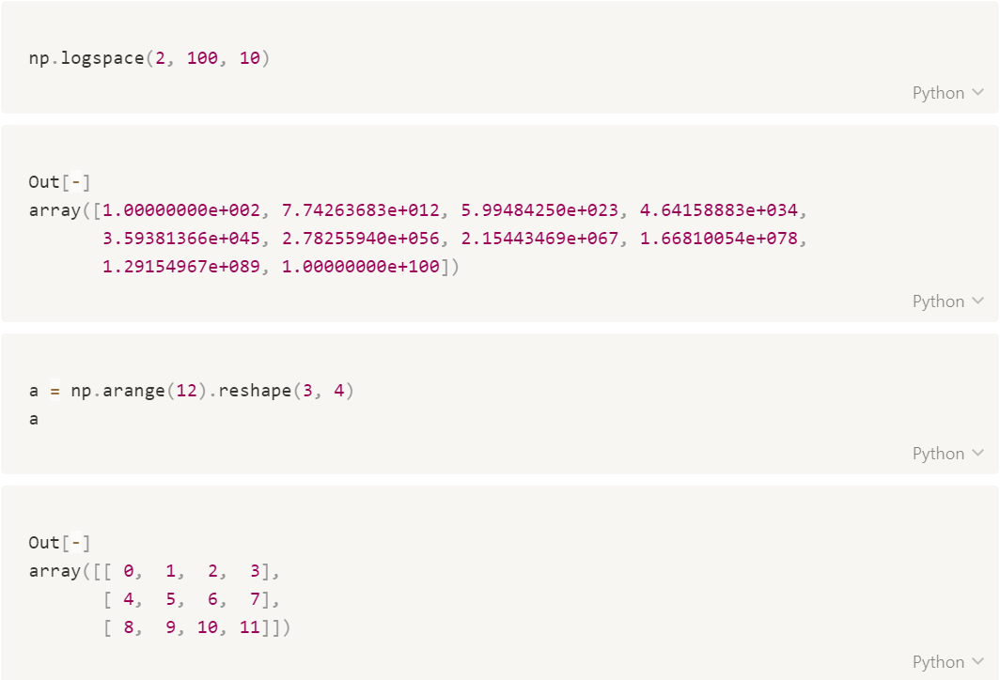 np.logspace(2, 100, 10)
Python
Out[-]
array([1.00000000e+002, 7.74263683e+012, 5.99484250e+023, 4.64158883e+034,
       3.59381366e+045, 2.78255940e+056, 2.15443469e+067, 1.66810054e+078,
       1.29154967e+089, 1.00000000e+100])
Python
a = np.arange(12).reshape(3, 4)
a
Python
Out[-]
array([[ 0,  1,  2,  3],
       [ 4,  5,  6,  7],
       [ 8,  9, 10, 11]])
Python